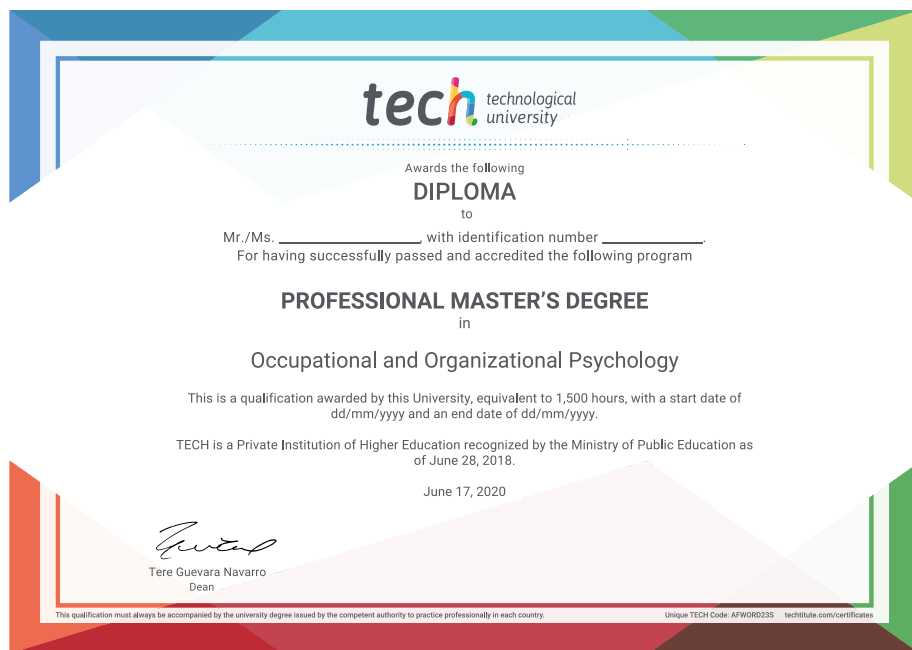 tech technological
university
Awards the following
DIPLOMA
to
Mr./Ms. ____________, with identification number ____________.
For having successfully passed and accredited the following program
PROFESSIONAL MASTER'S DEGREE
in
Occupational and Organizational Psychology
This is a qualification awarded by this University, equivalent to 1,500 hours, with a start date of
dd/mm/yyyy and an end date of dd/mm/yyyy.
TECH is a Private Institution of Higher Education recognized by the Ministry of Public Education as
of June 28, 2018.
June 17, 2020
Tere Guevara Navarro
Dean
This qualification must always be accompanied by the university degree issued by the competent authority to practice professionally in each country.
Unique TECH Code: AFWORD23S techtitute.com/certificates